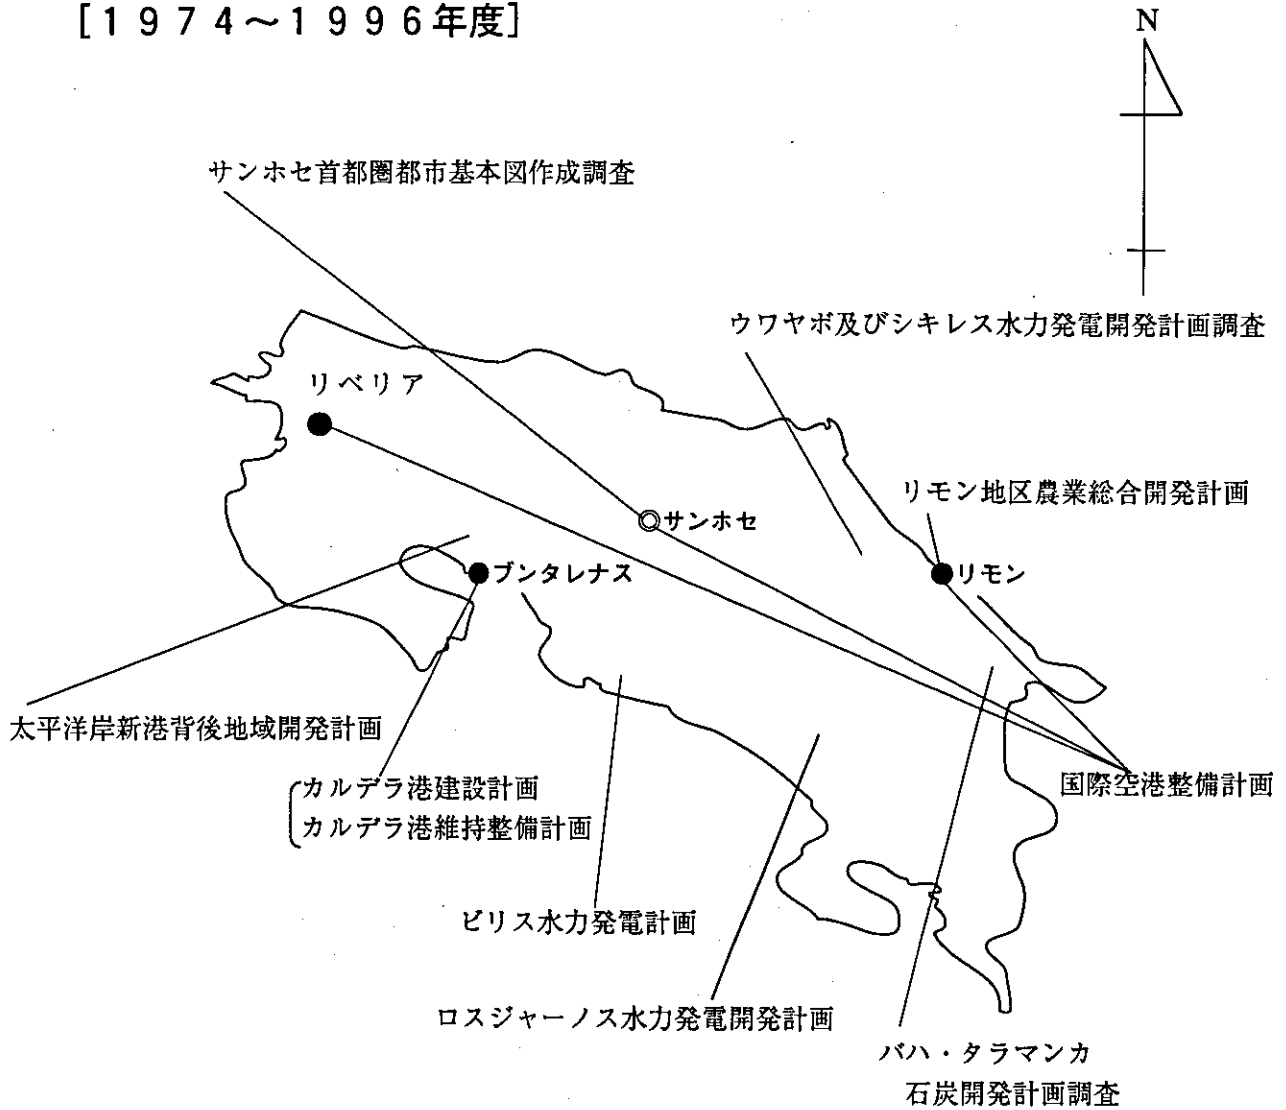 [1974～1996年度]
N
サンホセ首都圏都市基本図作成調査
ウワヤボ及びシキレス水力発電開発計画調査
リベリア
リモン地区農業総合開発計画
サンホセ
プンタレナス
リモン
太平洋岸新港背後地域開発計画
カルデラ港建設計画
カルデラ港維持整備計画
国際空港整備計画
ピリス水力発電計画
ロスジャーノス水力発電開発計画
バハ・タラマンカ
石炭開発計画調査